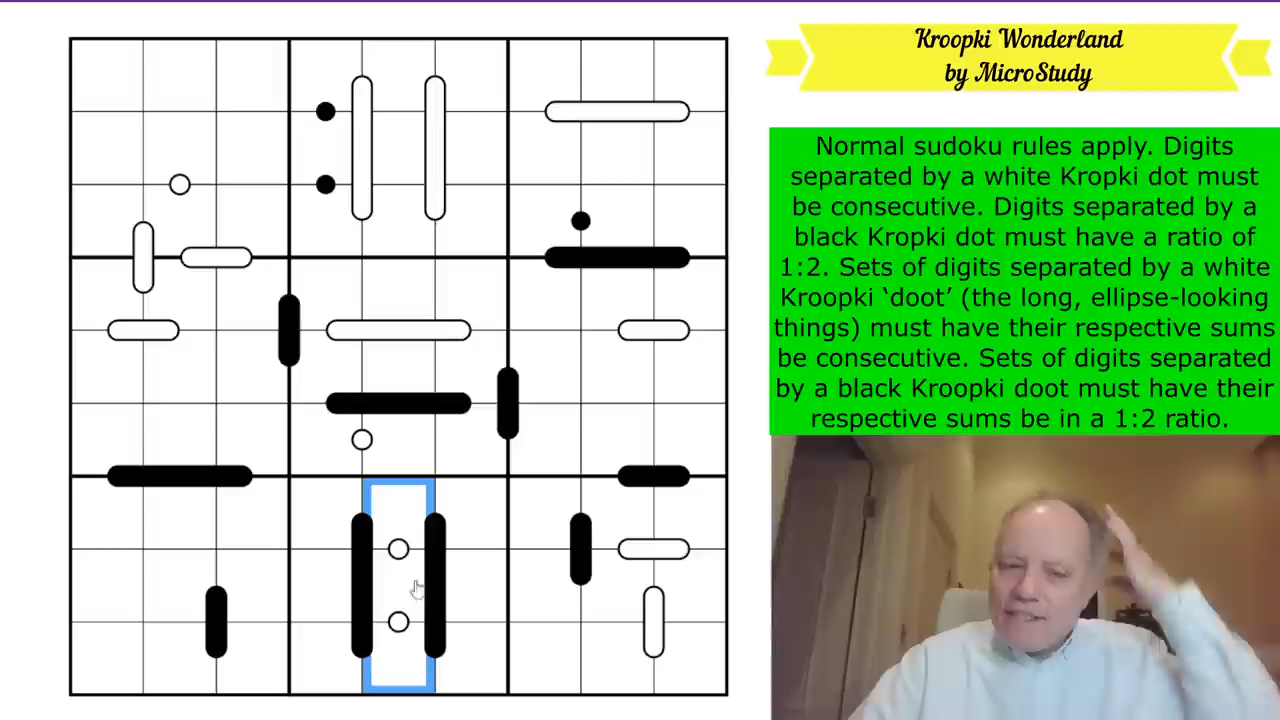 Kroopki Wonderland
by MicroStudy
Normal sudoku rules apply. Digits
separated by a white Kropki dot must
be consecutive. Digits separated by a
black Kropki dot must have a ratio of
1:2. Sets of digits separated by a white
Kroopki ‘doot’ (the long, ellipse-looking
things) must have their respective sums
be consecutive. Sets of digits separated
by a black Kroopki doot must have their
respective sums be in a 1:2 ratio.